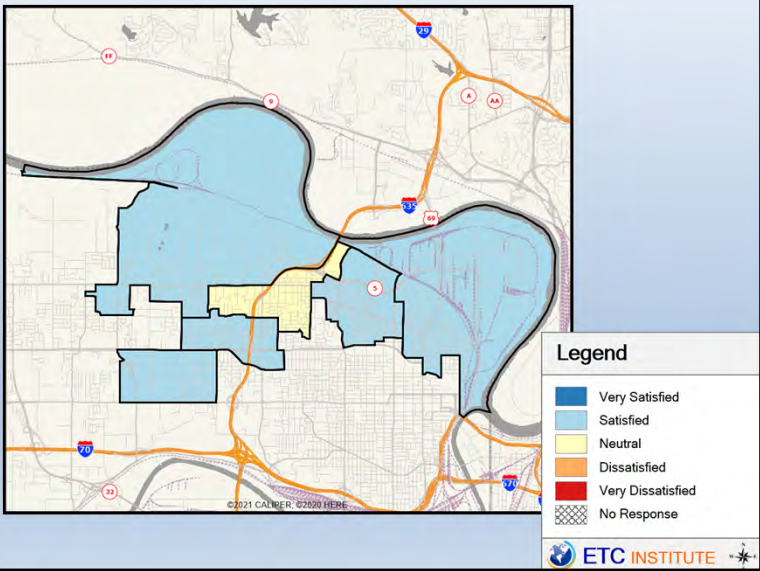 29
FF
A
AA
9
635
69
5
70
32
670
©2021 CALIPER; ©2020 HERE
Legend
Very Satisfied
Satisfied
Neutral
Dissatisfied
Very Dissatisfied
No Response
ETC INSTITUTE